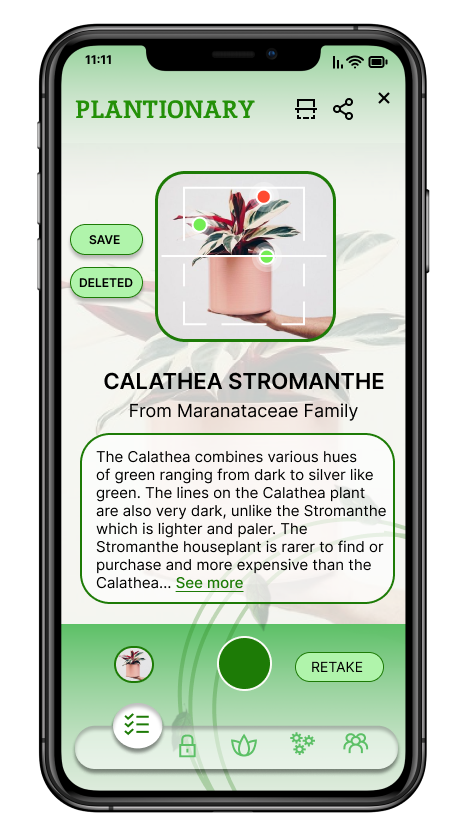 11:11
PLANTIONARY
SAVE
DELETED
CALATHEA STROMANTHE
From Maranataceae Family
The Calathea combines various hues
of green ranging from dark to silver like
green. The lines on the Calathea plant
are also very dark, unlike the Stromanthe
which is lighter and paler. The
Stromanthe houseplant is rarer to find or
purchase and more expensive than the
Calathea... See more
RETAKE